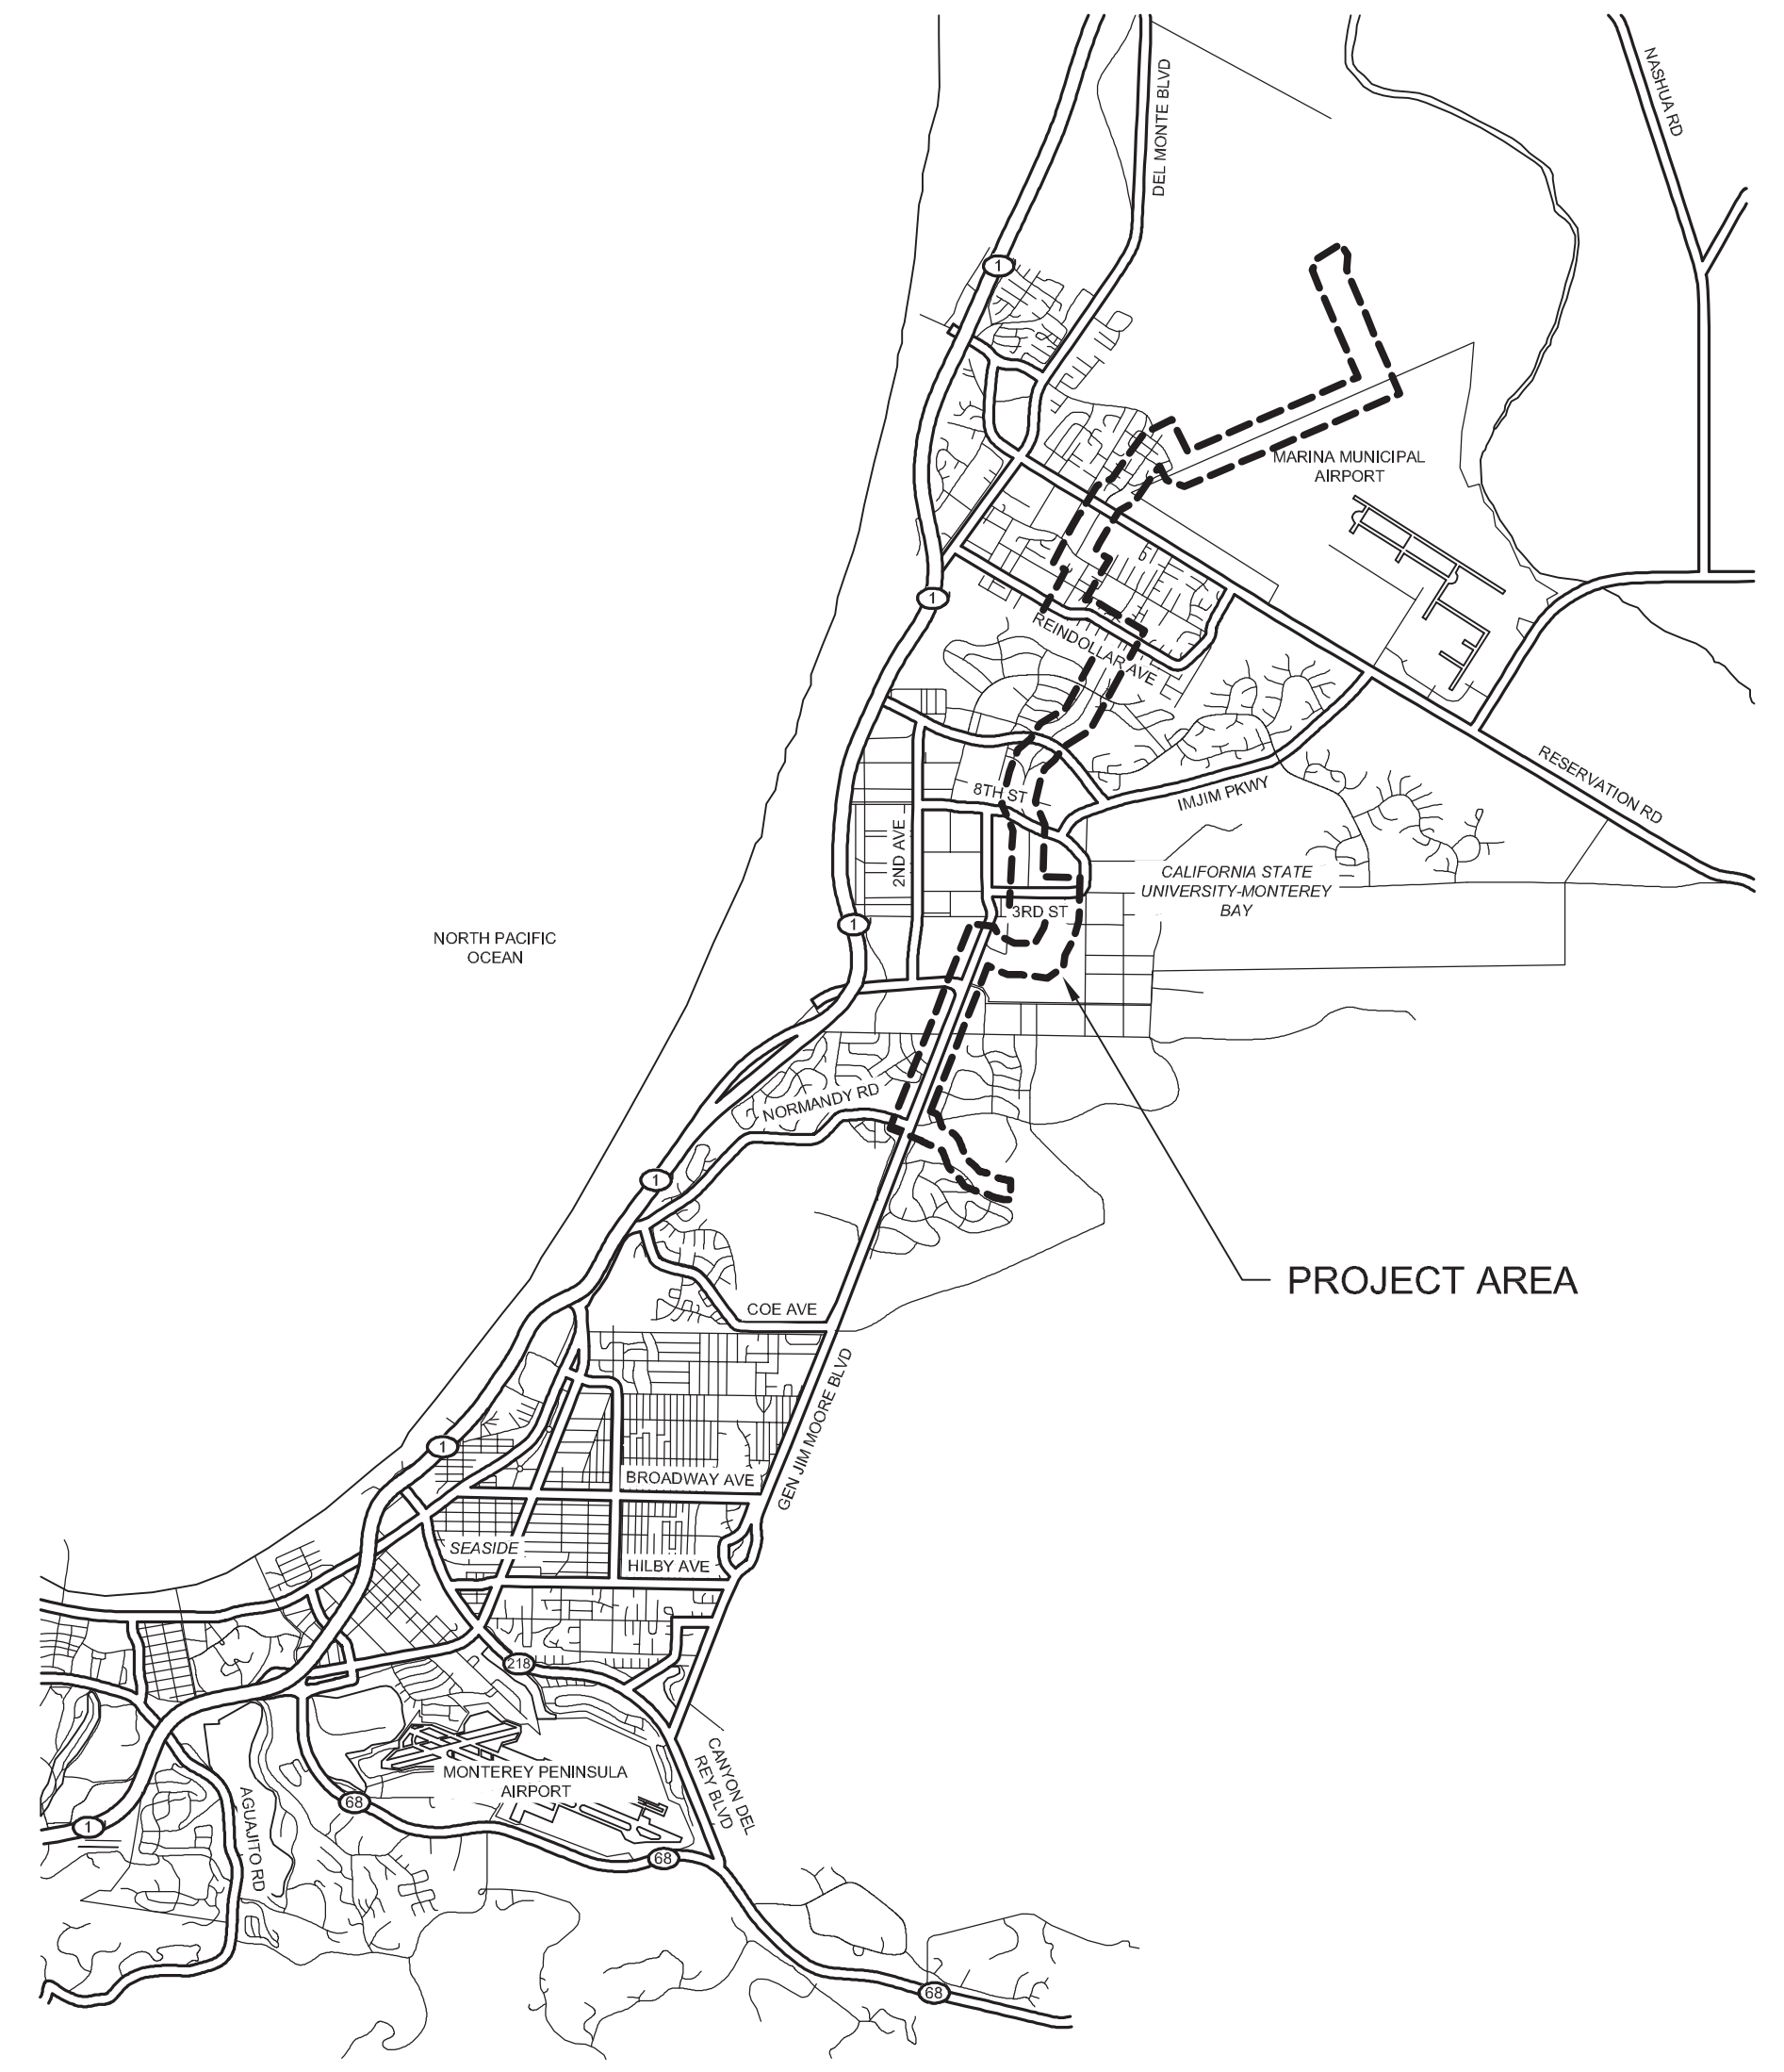 NASHUA RD
DEL MONTE BLVD
1
MARINA MUNICIPAL
AIRPORT
1
REINDOLLAR AVE
RESERVATION RD
8TH ST
IMJIM PKWY
2ND AVE
CALIFORNIA STATE
UNIVERSITY-MONTEREY
BAY
3RD ST
1
NORTH PACIFIC
OCEAN
NORMANDY RD
1
PROJECT AREA
COE AVE
GEN JIM MOORE BLVD
1
BROADWAY AVE
SEASIDE
HILBY AVE
218
CANYON DEL
REY BLVD
MONTEREY PENINSULA
AIRPORT
68
1
AGUAJITO RD
68
68